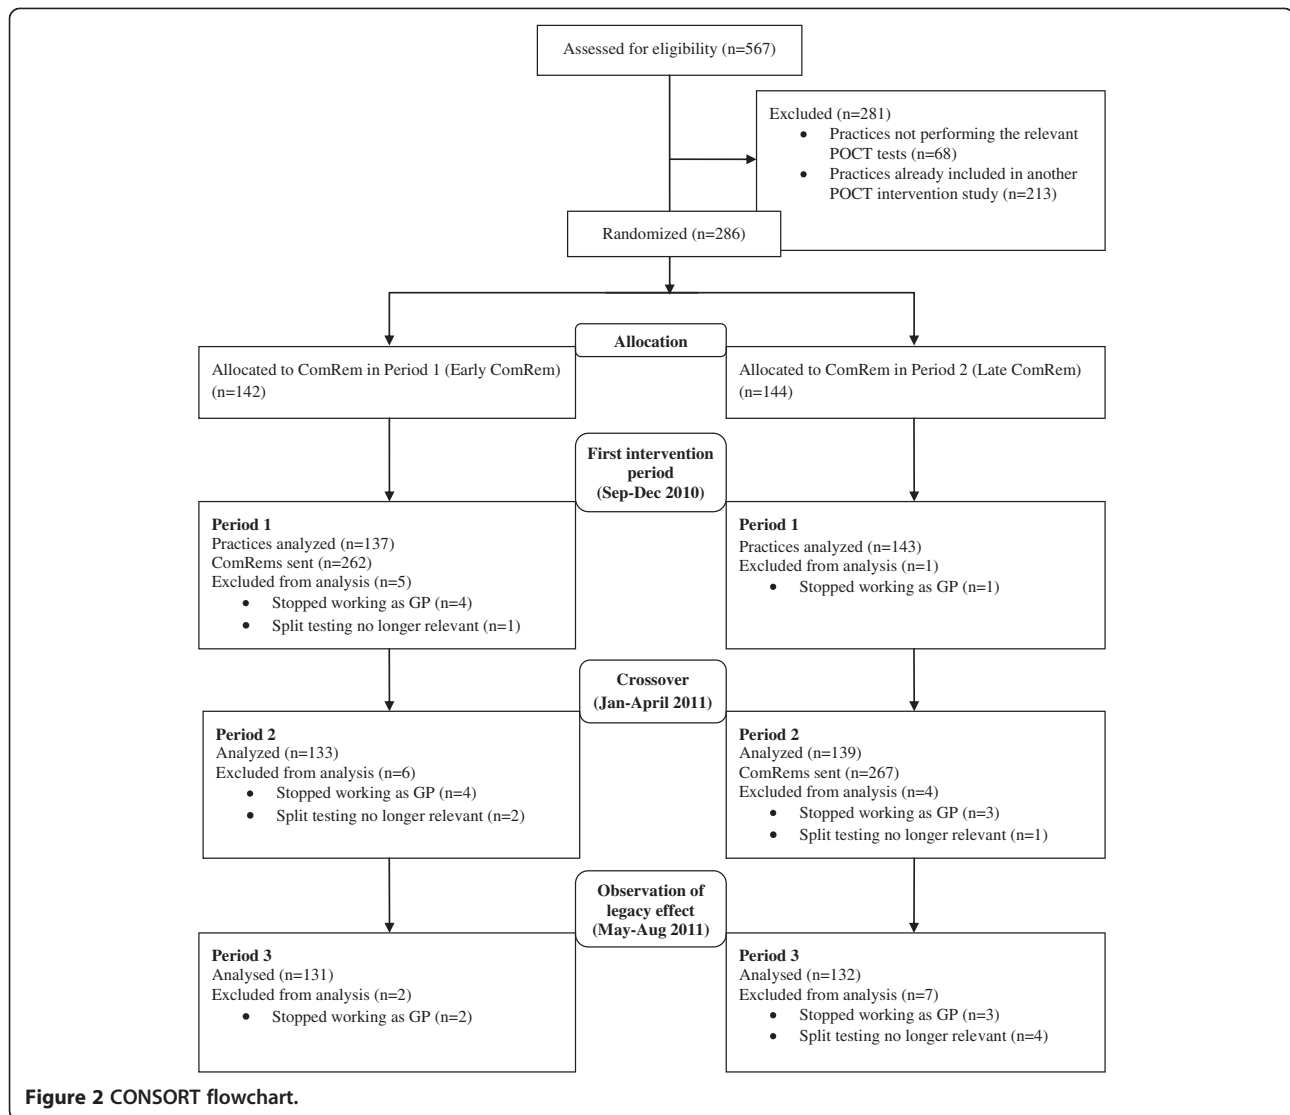 Assessed for eligibility (n=567)
Excluded (n=281)
• Practices not performing the relevant
POCT tests (n=68)
• Practices already included in another
POCT intervention study (n=213)
Randomized (n=286)
Allocation
Allocated to ComRem in Period 1 (Early ComRem)
(n=142)
Allocated to ComRem in Period 2 (Late ComRem)
(n=144)
First intervention
period
(Sep-Dec 2010)
Period 1
Practices analyzed (n=137)
ComRems sent (n=262)
Excluded from analysis (n=5)
• Stopped working as GP (n=4)
• Split testing no longer relevant (n=1)
Period 1
Practices analyzed (n=143)
Excluded from analysis (n=1)
• Stopped working as GP (n=1)
Crossover
(Jan-April 2011)
Period 2
Analyzed (n=133)
Excluded from analysis (n=6)
• Stopped working as GP (n=4)
• Split testing no longer relevant (n=2)
Period 2
Analyzed (n=139)
ComRems sent (n=267)
Excluded from analysis (n=4)
• Stopped working as GP (n=3)
• Split testing no longer relevant (n=1)
Observation of
legacy effect
(May-Aug 2011)
Period 3
Analysed (n=131)
Excluded from analysis (n=2)
• Stopped working as GP (n=2)
Period 3
Analysed (n=132)
Excluded from analysis (n=7)
• Stopped working as GP (n=3)
• Split testing no longer relevant (n=4)
Figure 2 CONSORT flowchart.